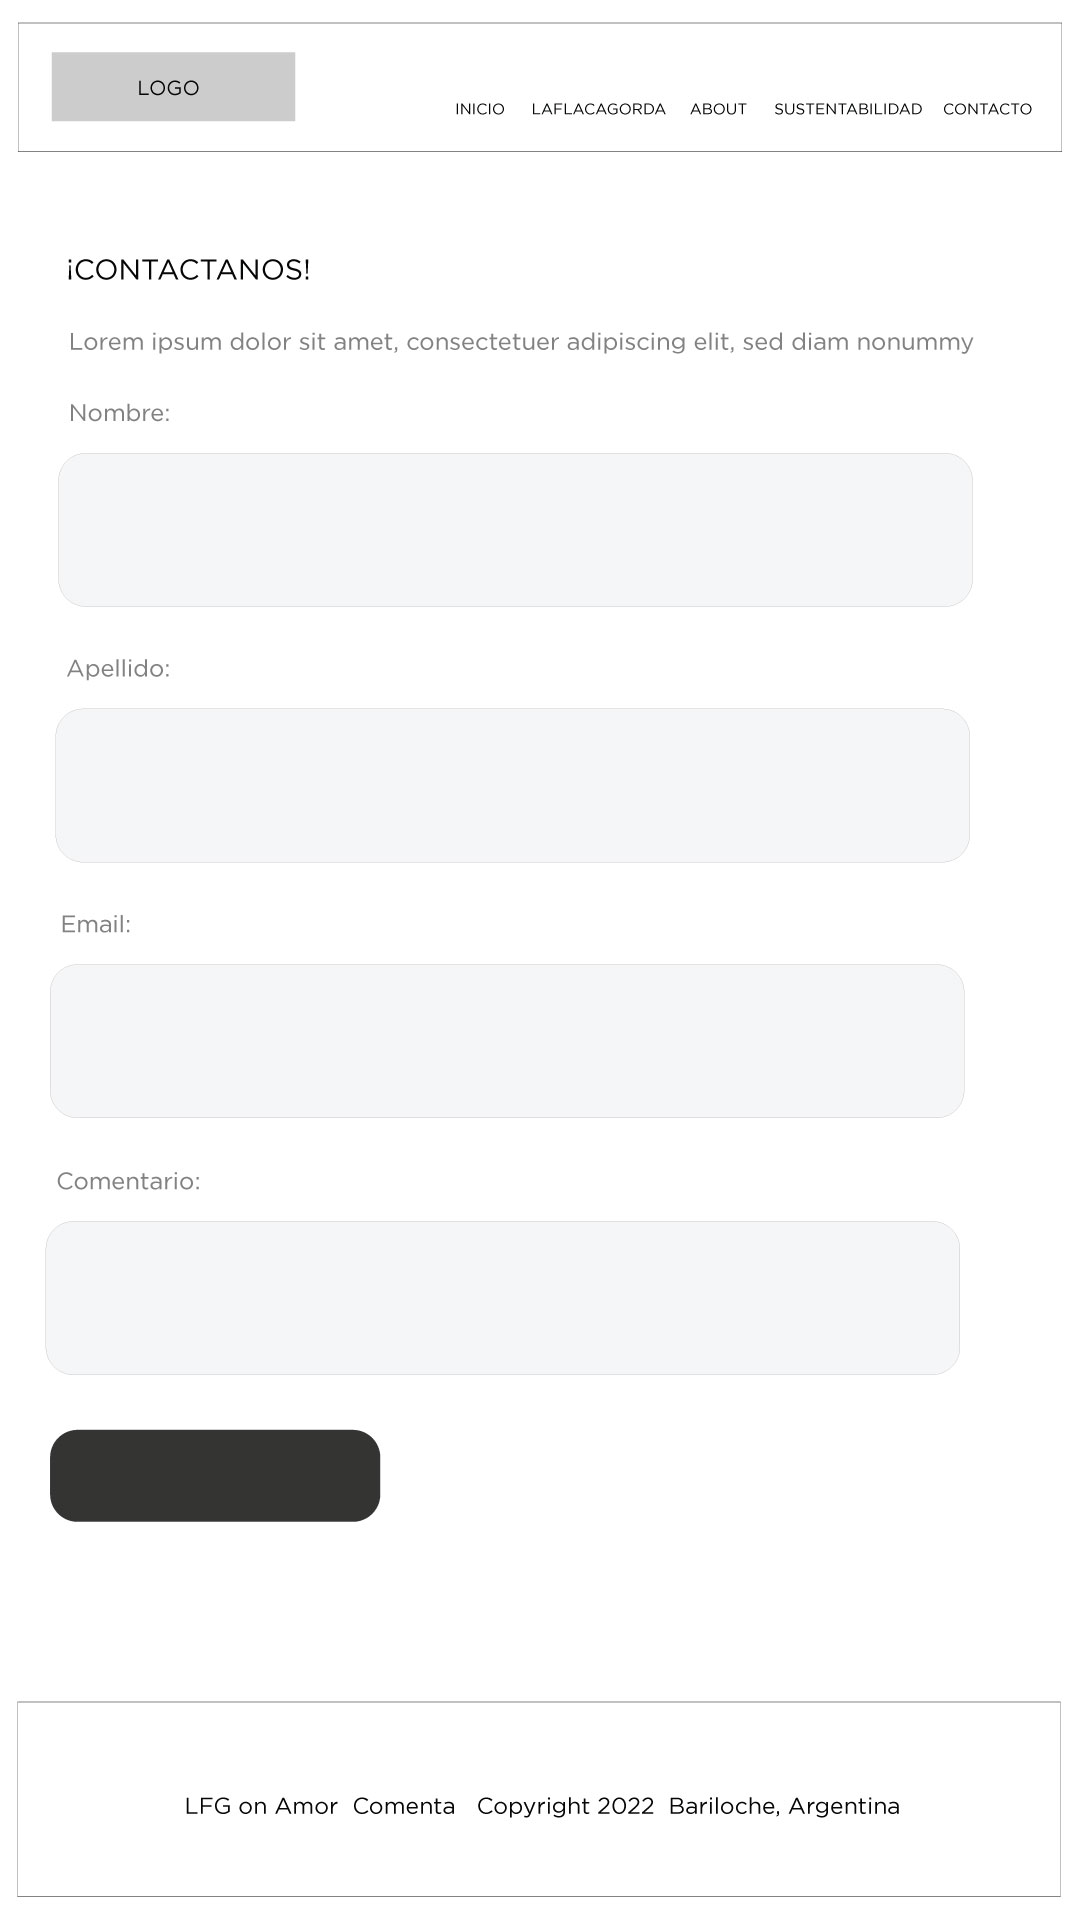 LOGO
INICIO LAFLACAGORDA ABOUT SUSTENTABILIDAD CONTACTO
¡CONTACTANOS!
Lorem ipsum dolor sit amet, consectetuer adipiscing elit, sed diam nonummy
Nombre:
Apellido:
Email:
Comentario:
LFG on Amor Comenta Copyright 2022 Bariloche, Argentina